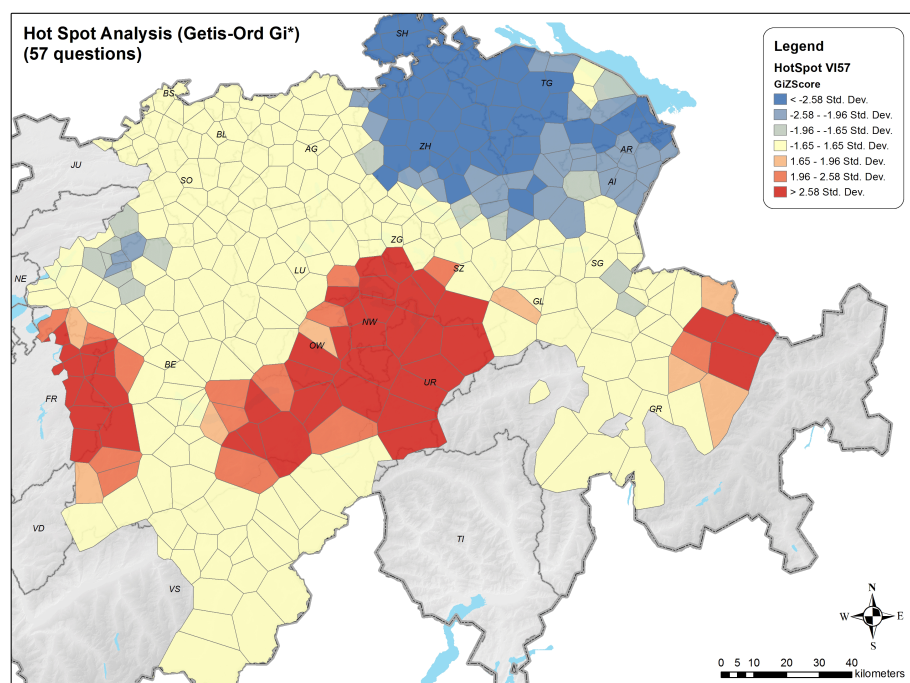 Hot Spot Analysis (Getis-Ord Gi*)
(57 questions)
Legend
HotSpot VI57
GiZScore
< -2.58 Std. Dev.
-2.58 - -1.96 Std. Dev.
-1.96 - -1.65 Std. Dev.
-1.65 - 1.65 Std. Dev.
1.65 - 1.96 Std. Dev.
1.96 - 2.58 Std. Dev.
> 2.58 Std. Dev.
SH
TG
BS
BL
AG
ZH
AR
JU
SO
AI
ZG
NE
LU
SZ
SG
GL
NW
OW
BE
UR
FR
GR
VD
TI
VS
N
W E
S
0 5 10 20 30 40
kilometers